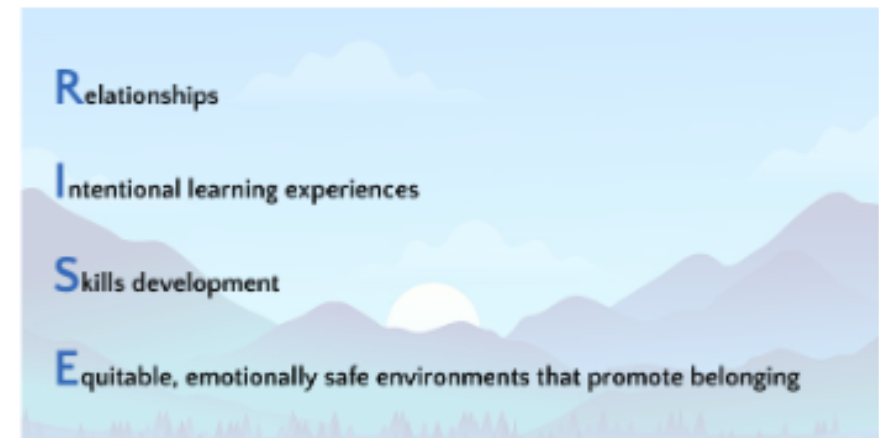 Relationships
Intentional learning experiences
Skills development
Equitable, emotionally safe environments that promote belonging